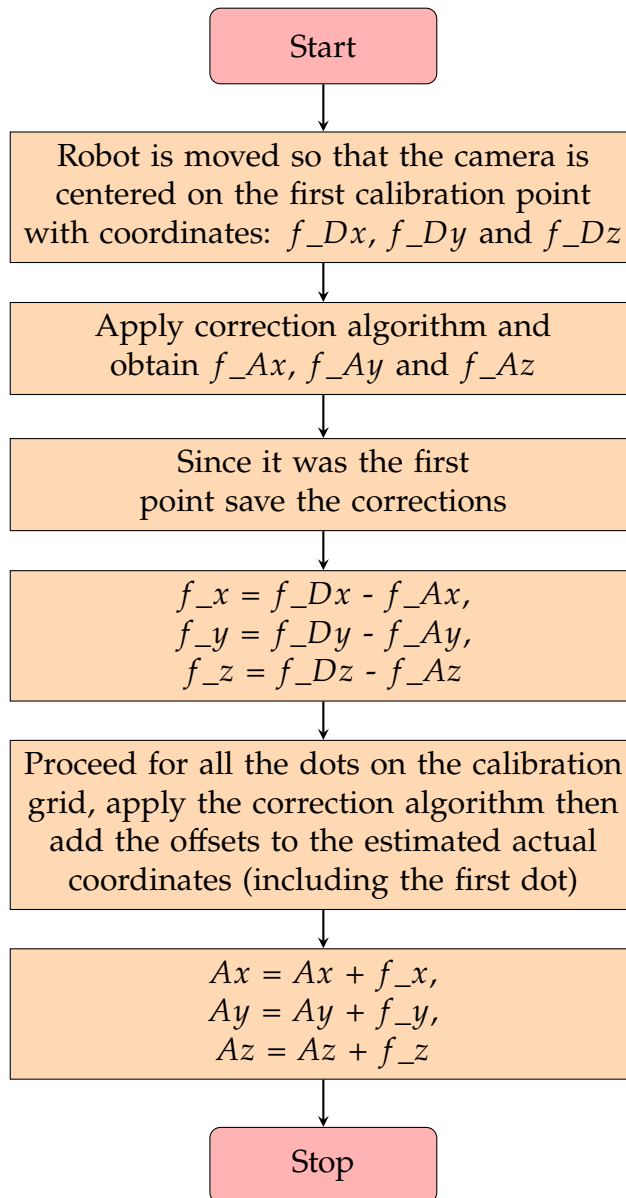 Start
Robot is moved so that the camera is
centered on the first calibration point
with coordinates: f_Dx, f_Dy and f_Dz
Apply correction algorithm and
obtain f_Ax, f_Ay and f_Az
Since it was the first
point save the corrections
f_x = f_Dx - f_Ax,
f_y = f_Dy - f_Ay,
f_z = f_Dz - f_Az
Proceed for all the dots on the calibration
grid, apply the correction algorithm then
add the offsets to the estimated actual
coordinates (including the first dot)
Ax = Ax + f_x,
Ay = Ay + f_y,
Az = Az + f_z
Stop